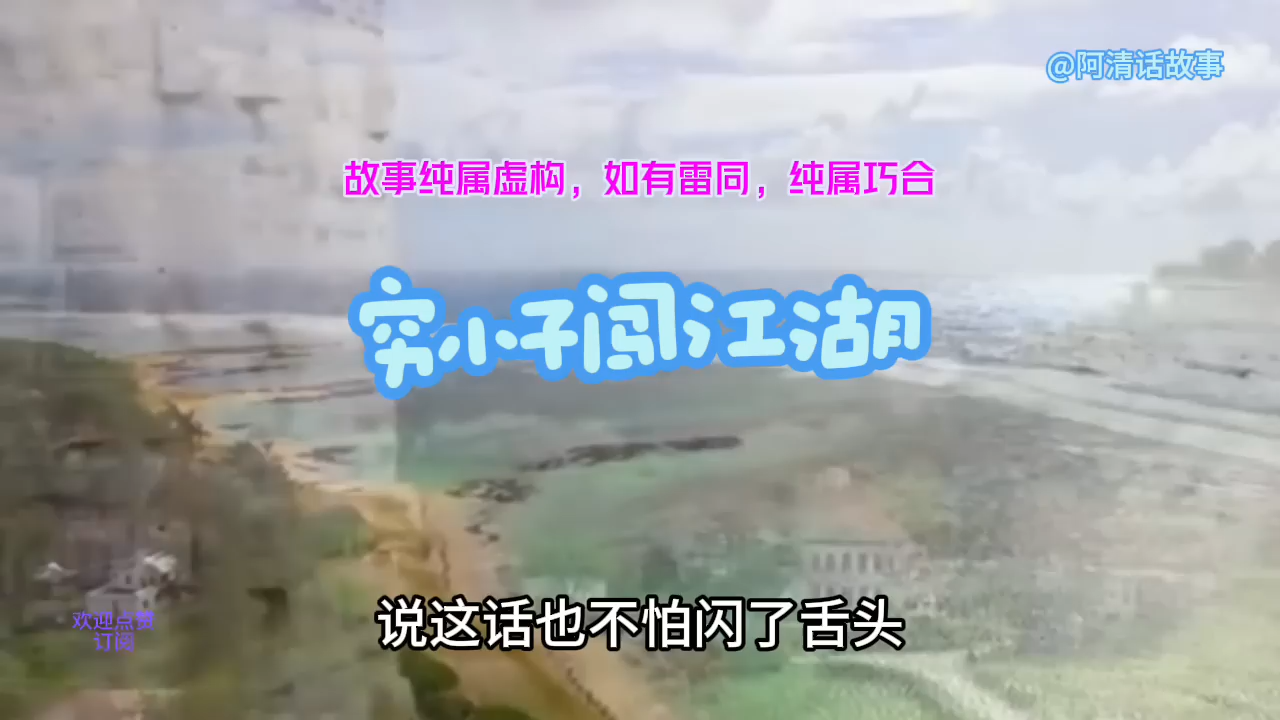 @阿清话故事
故事纯属虚构，如有雷同，纯属巧合
穷小子闯江湖
欢迎点赞
订阅
说这话也不怕闪了舌头